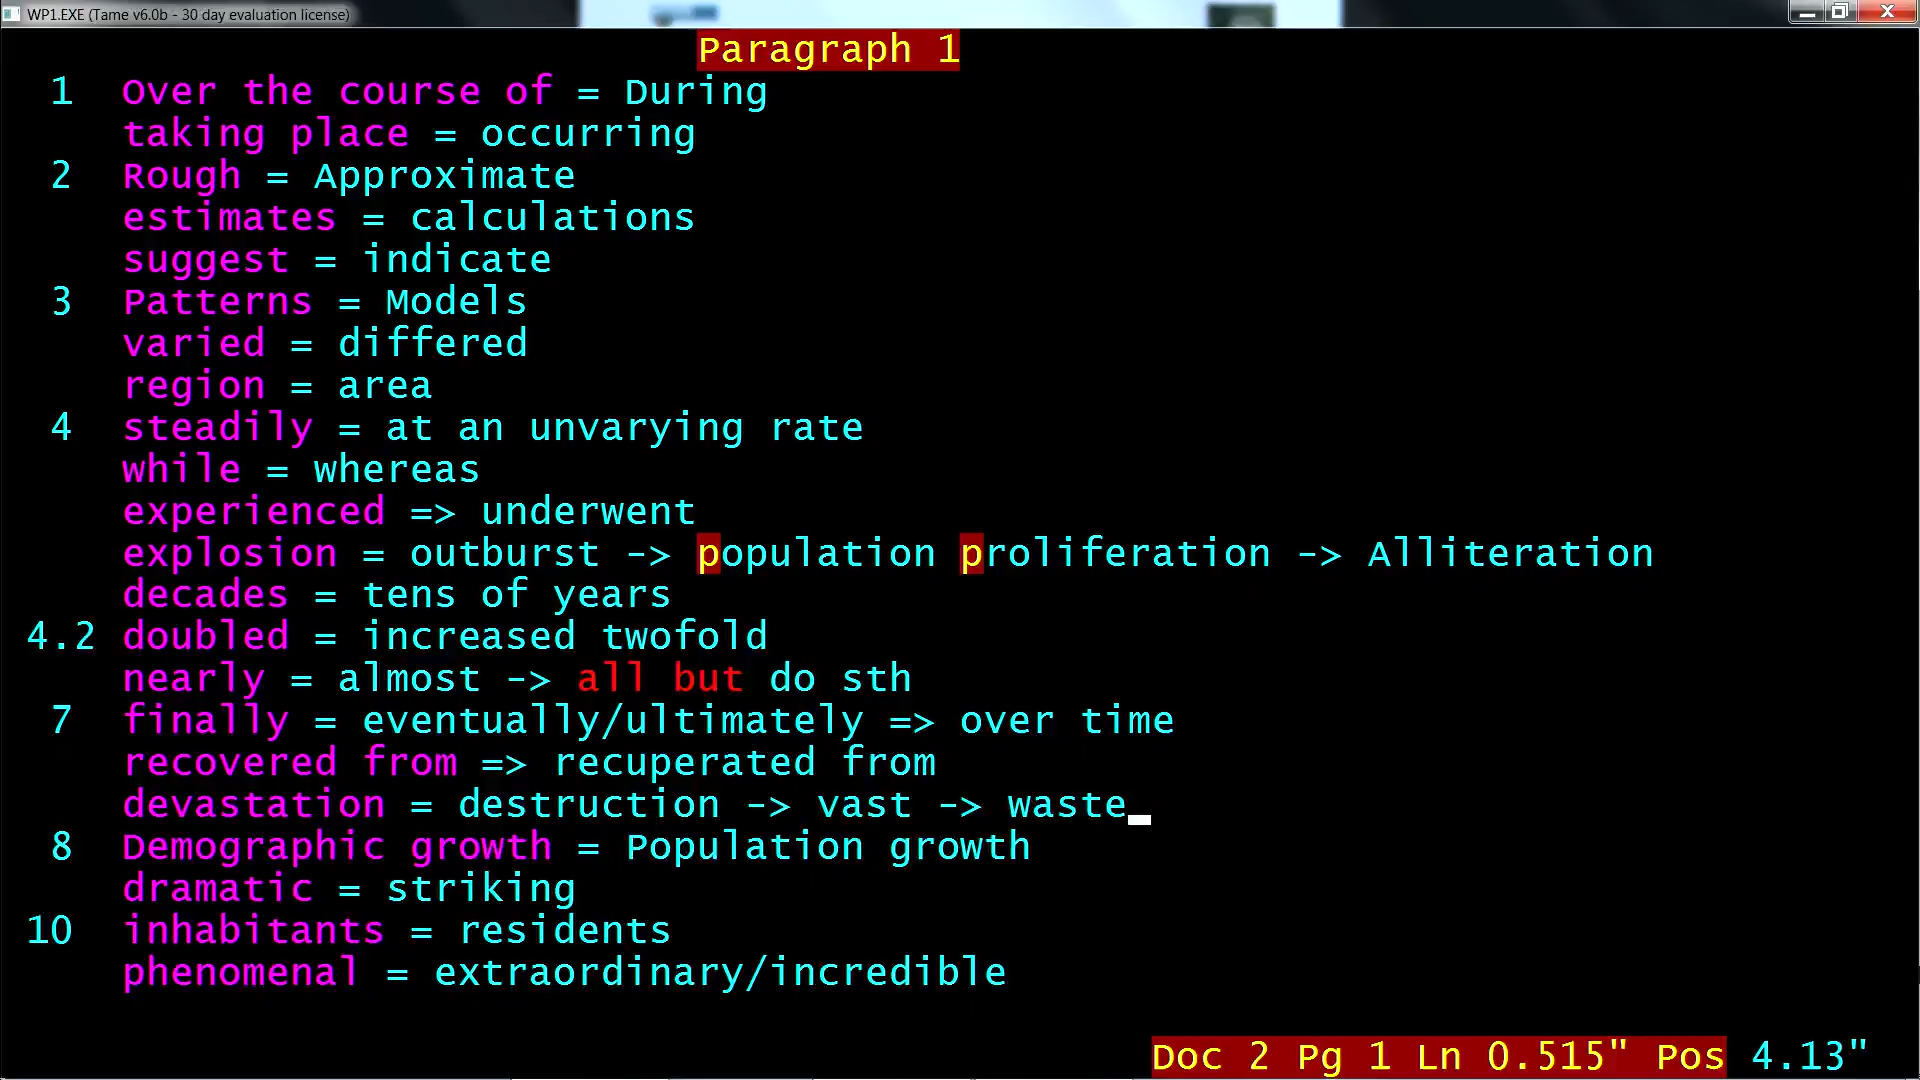 WP1.EXE (Tame v6.0b - 30 day evaluation license)
Paragraph 1
1 Over the course of = During
taking place = occurring
2 Rough = Approximate
estimates = calculations
suggest = indicate
3 Patterns = Models
varied = differed
region = area
4 steadily = at an unvarying rate
while = whereas
experienced => underwent
explosion = outburst -> population proliferation -> Alliteration
decades = tens of years
4.2 doubled = increased twofold
nearly = almost -> all but do sth
7 finally = eventually/ultimately => over time
recovered from => recuperated from
devastation = destruction -> vast -> waste
8 Demographic growth = Population growth
dramatic = striking
10 inhabitants = residents
phenomenal = extraordinary/incredible
Doc 2 Pg 1 Ln 0.515" Pos 4.13"